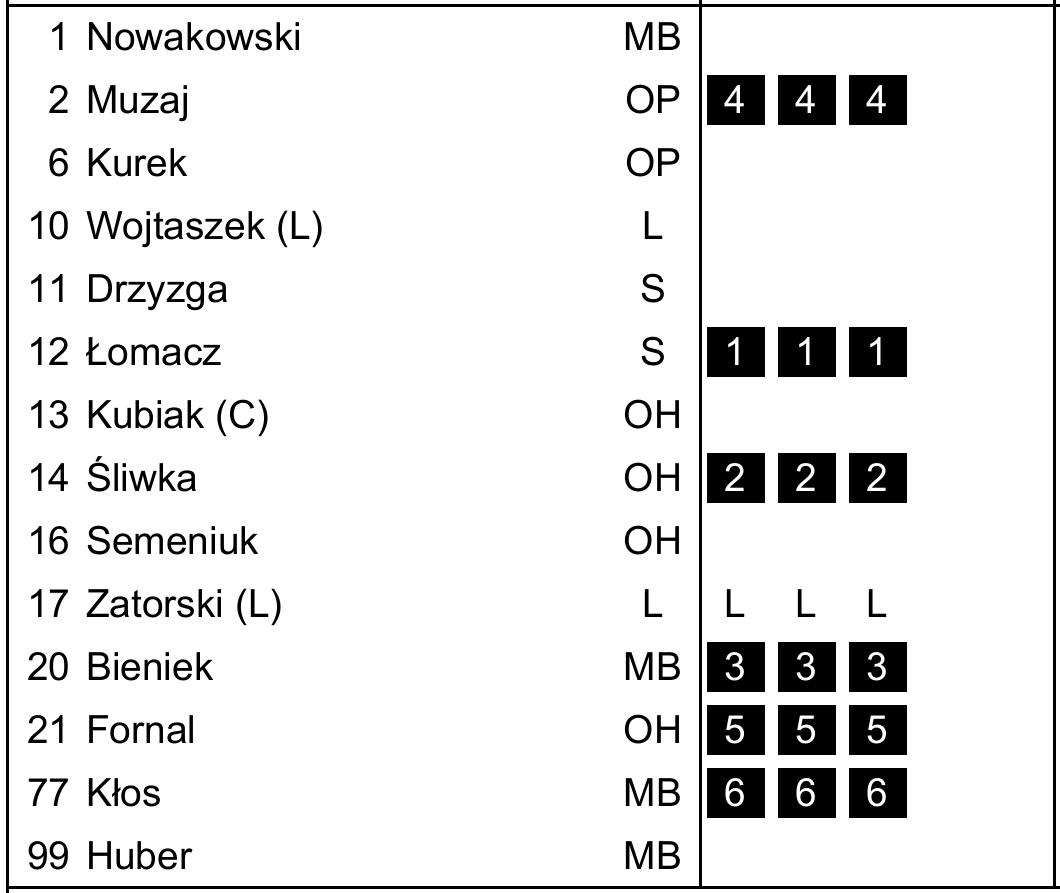 1 Nowakowski MB
2 Muzaj OP 4 4 4
6 Kurek OP
10 Wojtaszek (L) L
11 Drzyzga S
12 Łomacz S 1 1 1
13 Kubiak (C) OH
14 Śliwka OH 2 2 2
16 Semeniuk OH
17 Zatorski (L) L L L L
20 Bieniek MB 3 3 3
21 Fornal OH 5 5 5
77 Kłos MB 6 6 6
99 Huber MB